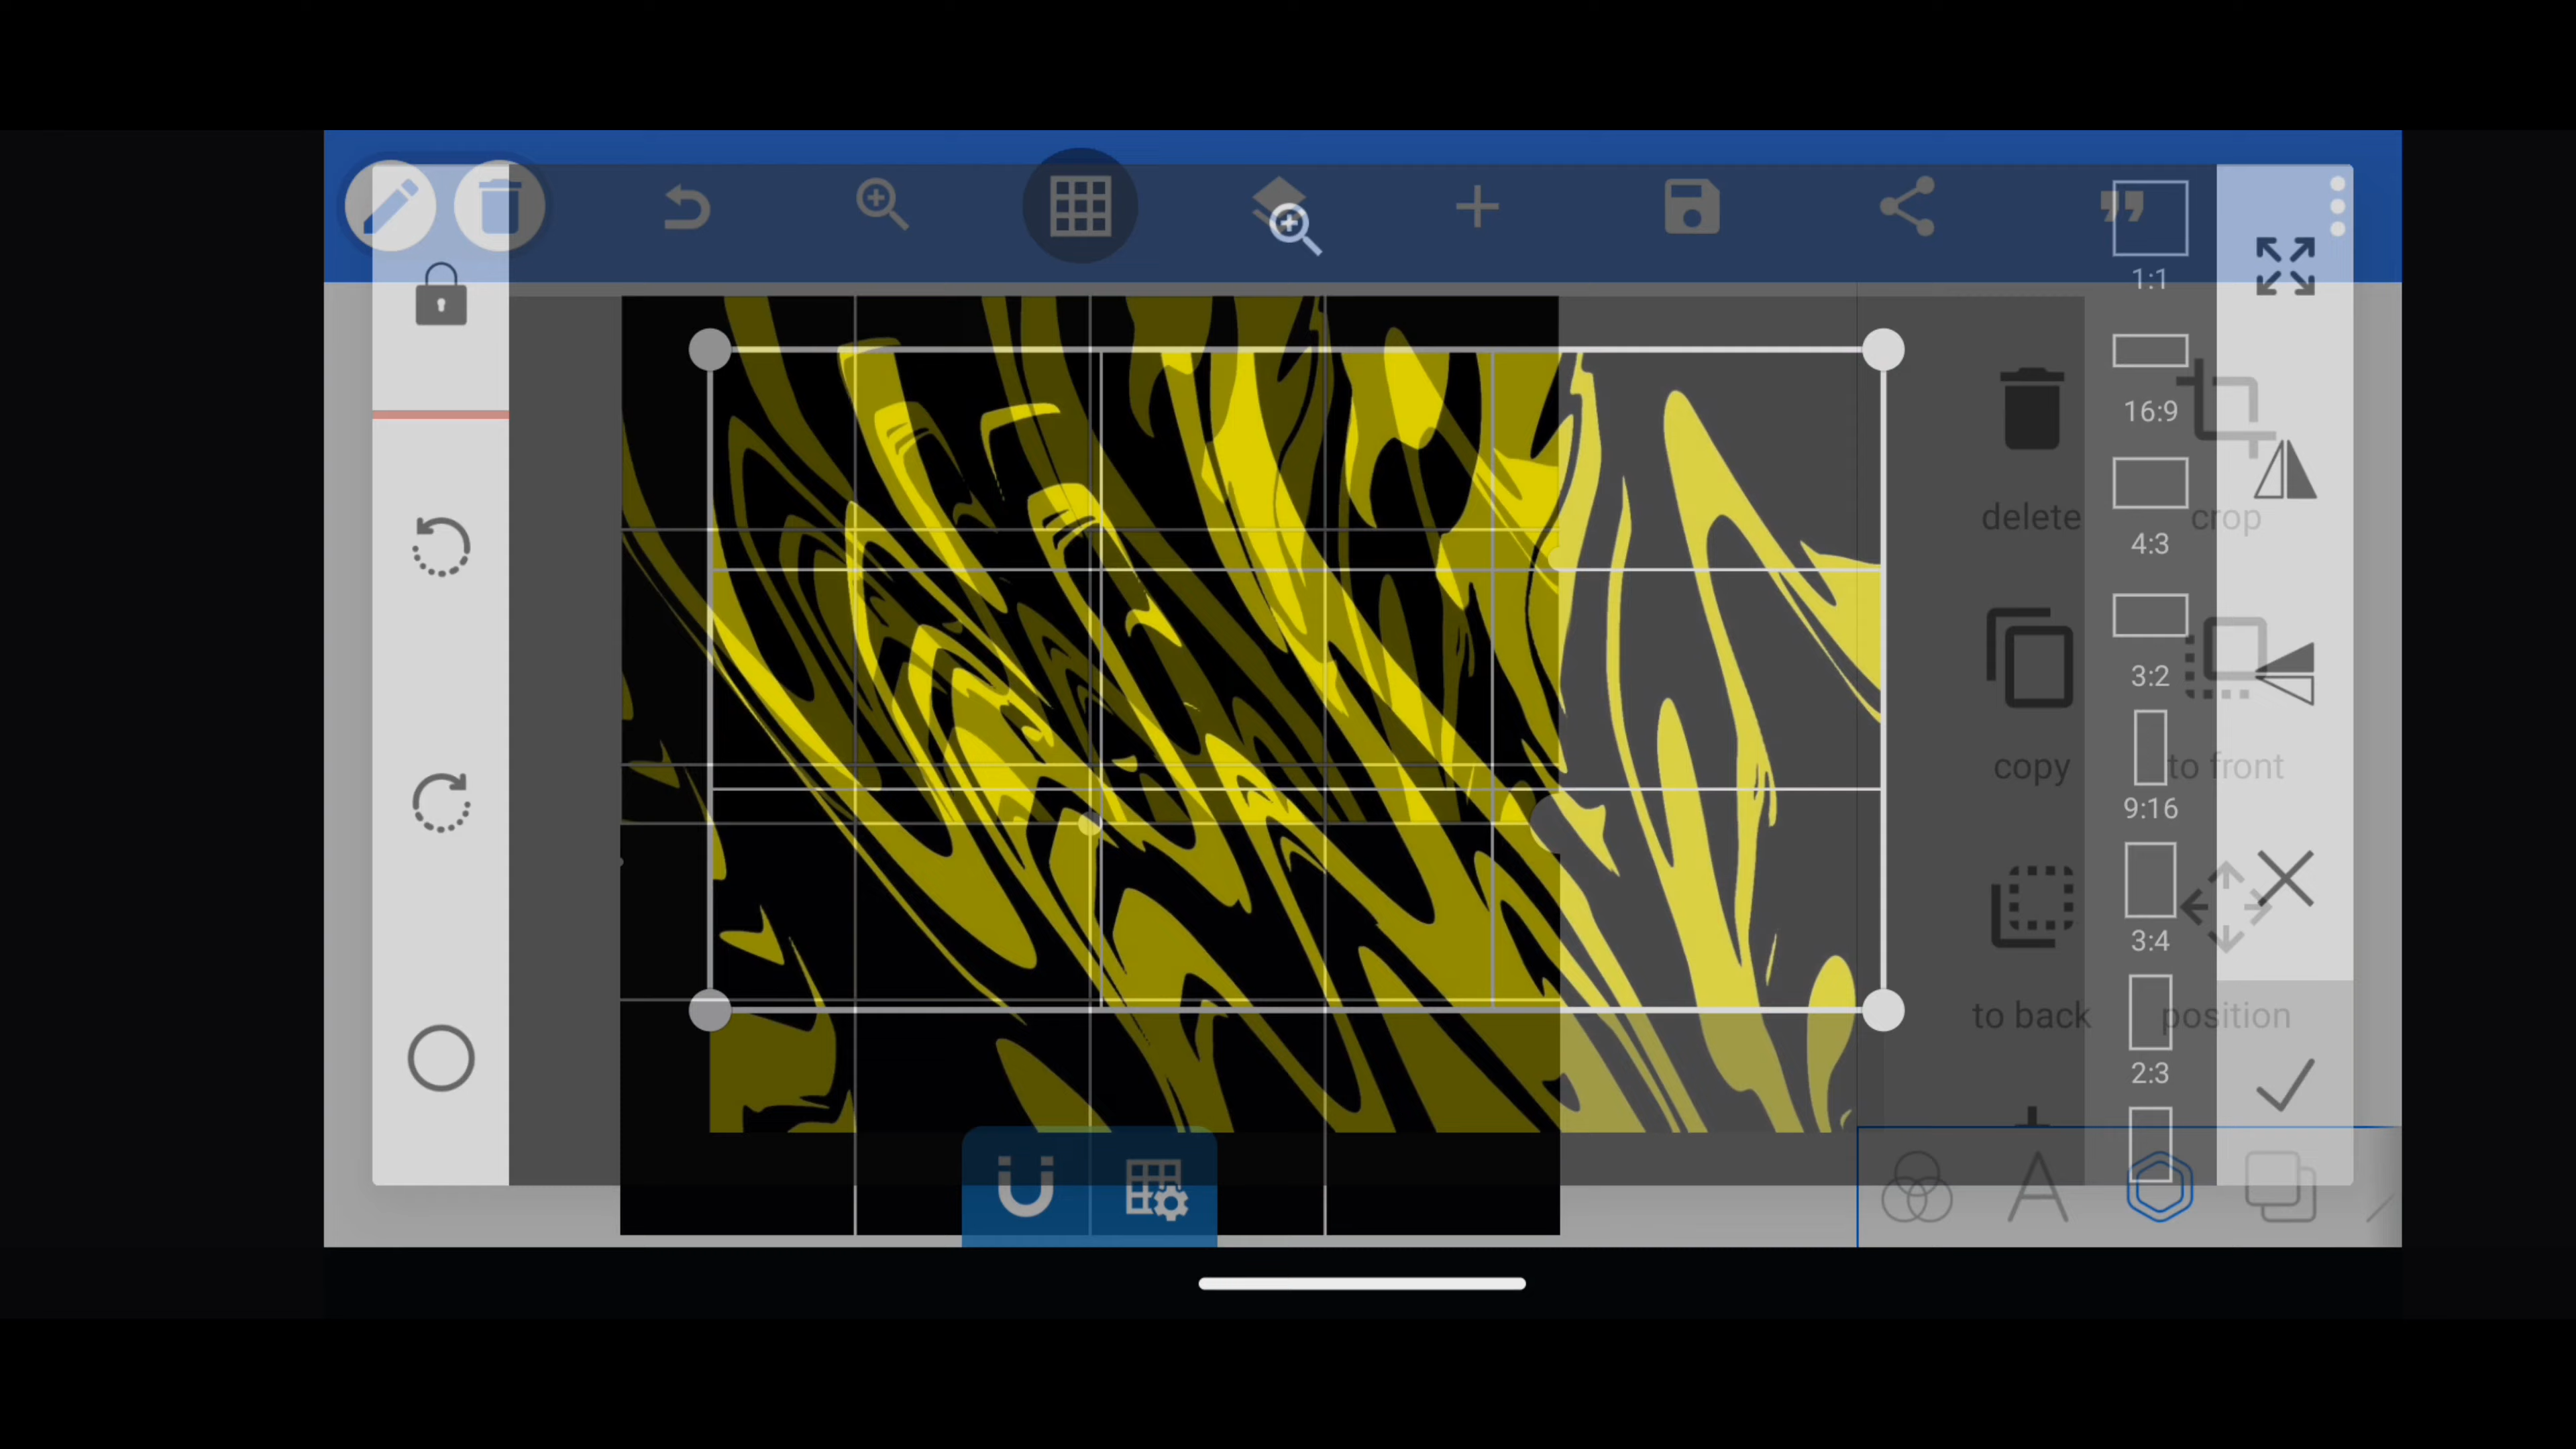 1:1
16:9
delete
crop
4:3
3:2
copy
to front
9:16
3:4
to back
position
2:3